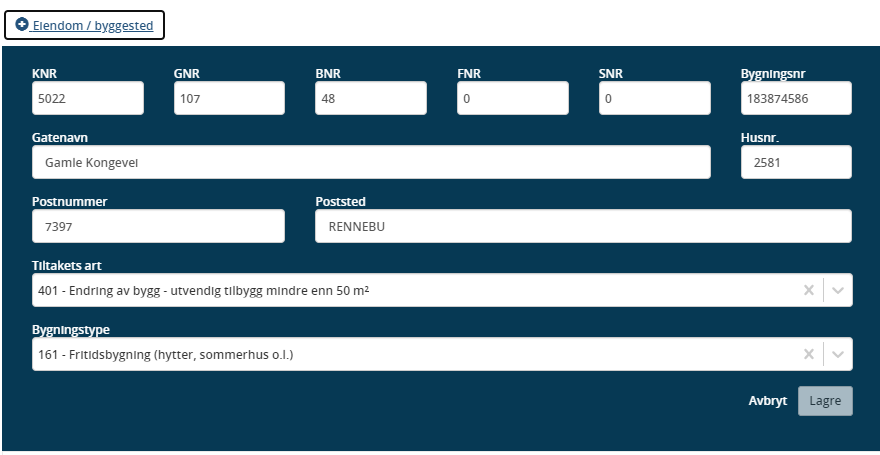 Eiendom / byggested
KNR GNR BNR FNR SNR Bygningsnr
5022 107 48 0 0 183874586
Gatenavn Husnr.
Gamle Kongevei 2581
Postnummer Poststed
7397 RENNEBU
Tiltakets art
401 - Endring av bygg - utvendig tilbygg mindre enn 50 m²
Bygningstype
161 - Fritidsbygning (hytter, sommerhus o.l.)
Avbryt Lagre